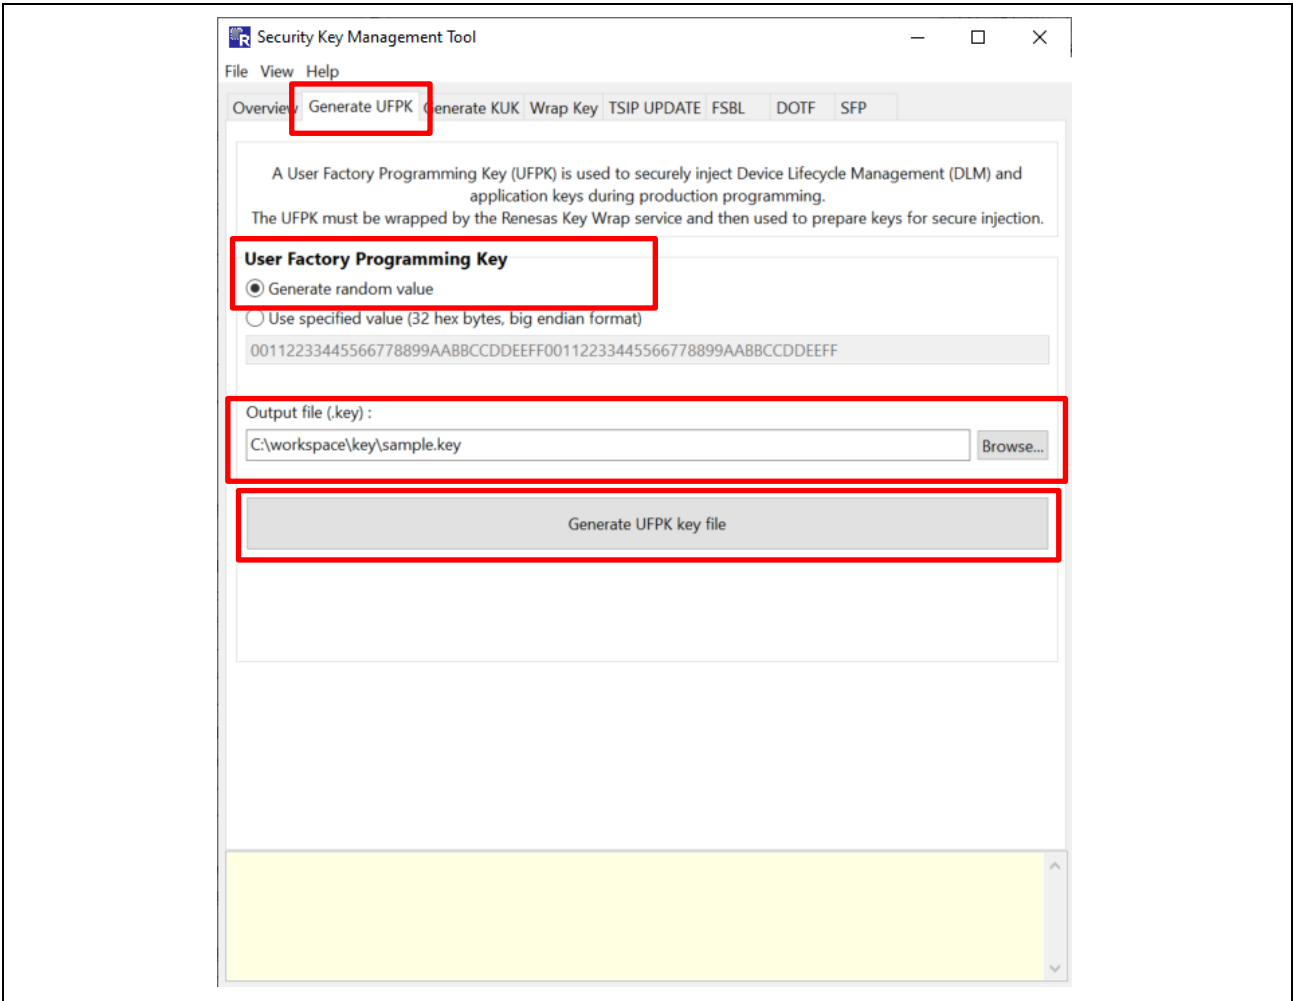 Security Key Management Tool
File View Help
Overview Generate UFPK Generate KUK Wrap Key TSIP UPDATE FSBL DOTF SFP
A User Factory Programming Key (UFPK) is used to securely inject Device Lifecycle Management (DLM) and
application keys during production programming.
The UFPK must be wrapped by the Renesas Key Wrap service and then used to prepare keys for secure injection.
User Factory Programming Key
Generate random value
Use specified value (32 hex bytes, big endian format)
00112233445566778899AABBCCDDEEFF00112233445566778899AABBCCDDEEFF
Output file (.key) :
C:\workspace\key\sample.key
Browse...
Generate UFPK key file